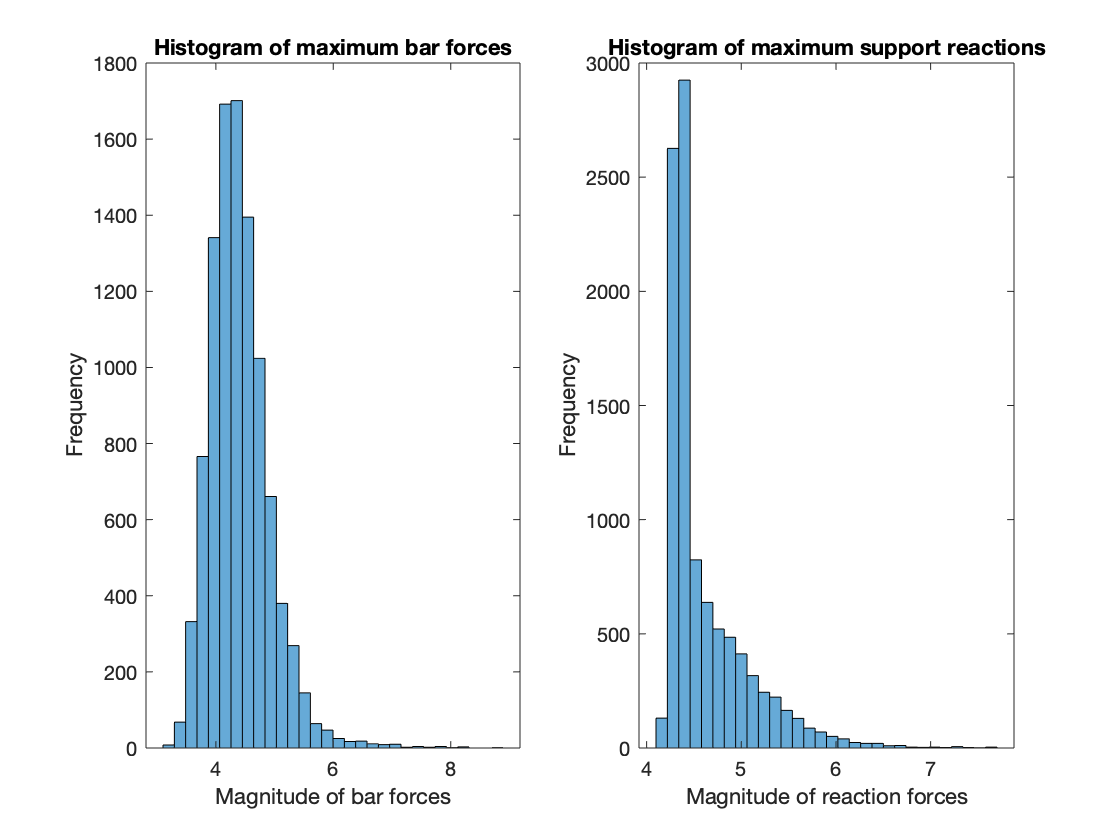 Histogram of maximum bar forces
1800
1600
1400
1200
1000
800
600
400
200
0
Frequency
4 6 8
Magnitude of bar forces
Histogram of maximum support reactions
3000
2500
2000
1500
1000
500
0
Frequency
4 5 6 7
Magnitude of reaction forces